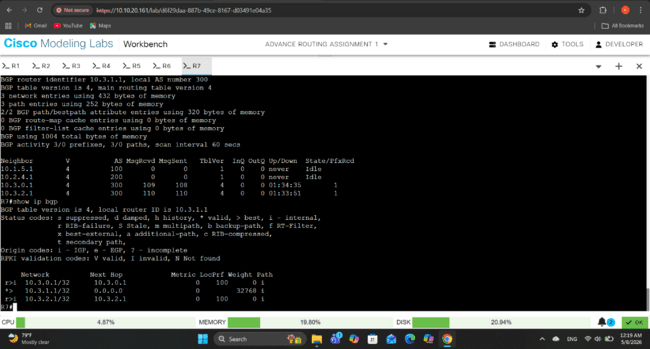 Not secure https://10.10.20.161/lab/d6f29daa-887b-49ce-8167-d03491e04a35
Gmail YouTube Maps All Bookmarks
Cisco Modeling Labs Workbench ADVANCE ROUTING ASSIGNMENT 1 DASHBOARD TOOLS DEVELOPER
R1 R2 R3 R4 R5 R6 R7
BGP router identifier 10.3.1.1, local AS number 300
BGP table version is 4, main routing table version 4
3 network entries using 432 bytes of memory
3 path entries using 252 bytes of memory
2/2 BGP path/bestpath attribute entries using 320 bytes of memory
0 BGP route-map cache entries using 0 bytes of memory
0 BGP filter-list cache entries using 0 bytes of memory
BGP using 1004 total bytes of memory
BGP activity 3/0 prefixes, 3/0 paths, scan interval 60 secs
Neighbor V AS MsgRcvd MsgSent TblVer InQ OutQ Up/Down State/PfxRcd
10.1.5.1 4 100 0 0 1 0 0 never Idle
10.2.4.1 4 200 0 0 1 0 0 never Idle
10.3.0.1 4 300 109 108 4 0 0 01:34:35 1
10.3.2.1 4 300 110 110 4 0 0 01:33:51 1
R7#show ip bgp
BGP table version is 4, local router ID is 10.3.1.1
Status codes: s suppressed, d damped, h history, * valid, > best, i - internal,
r RIB-failure, S Stale, m multipath, b backup-path, f RT-Filter,
x best-external, a additional-path, c RIB-compressed,
t secondary path,
Origin codes: i - IGP, e - EGP, ? - incomplete
RPKI validation codes: V valid, I invalid, N Not found
Network Next Hop Metric LocPrf Weight Path
r>i 10.3.0.1/32 10.3.0.1 0 100 0 i
*> 10.3.1.1/32 0.0.0.0 0 32768 i
r>i 10.3.2.1/32 10.3.2.1 0 100 0 i
R7#
CPU 4.87% MEMORY 19.80% DISK 20.94% 2 OK
79°F
Mostly clear
Search
ENG
12:19 AM
5/8/2026